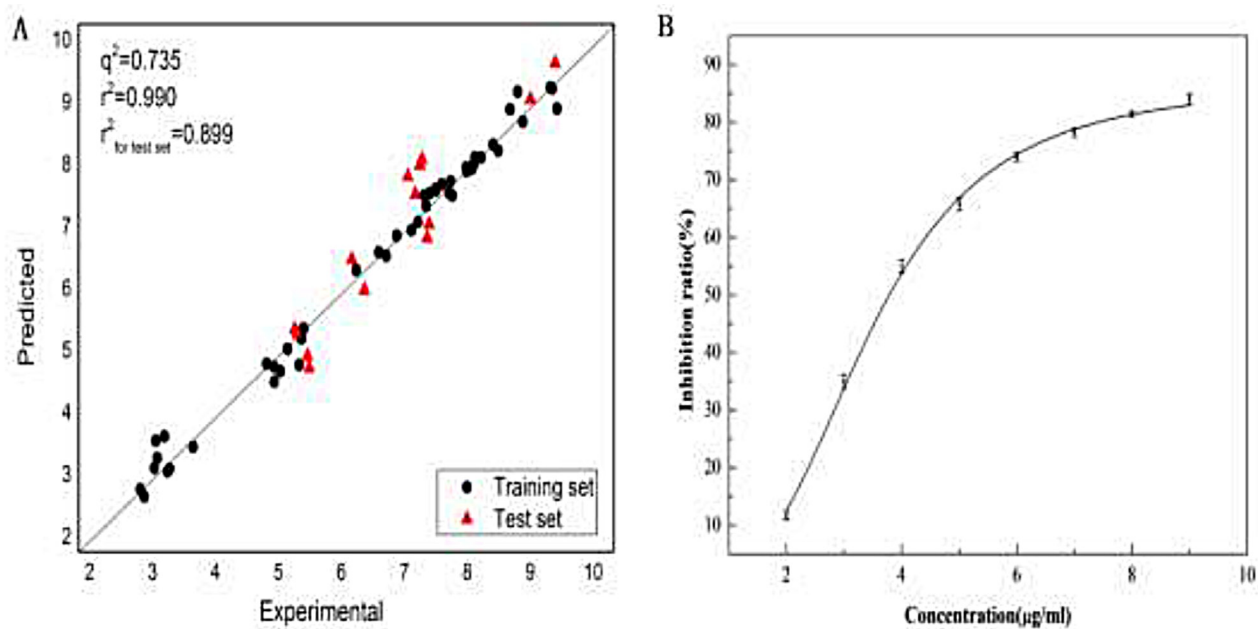 A
q²=0.735
r²=0.990
r² for test set=0.899
10
9
8
7
6
5
4
3
2
Predicted
2 3 4 5 6 7 8 9 10
Experimental
Training set
Test set
B
90
80
70
60
50
40
30
20
10
Inhibition ratio(%)
2 4 6 8 10
Concentration(μg/ml)